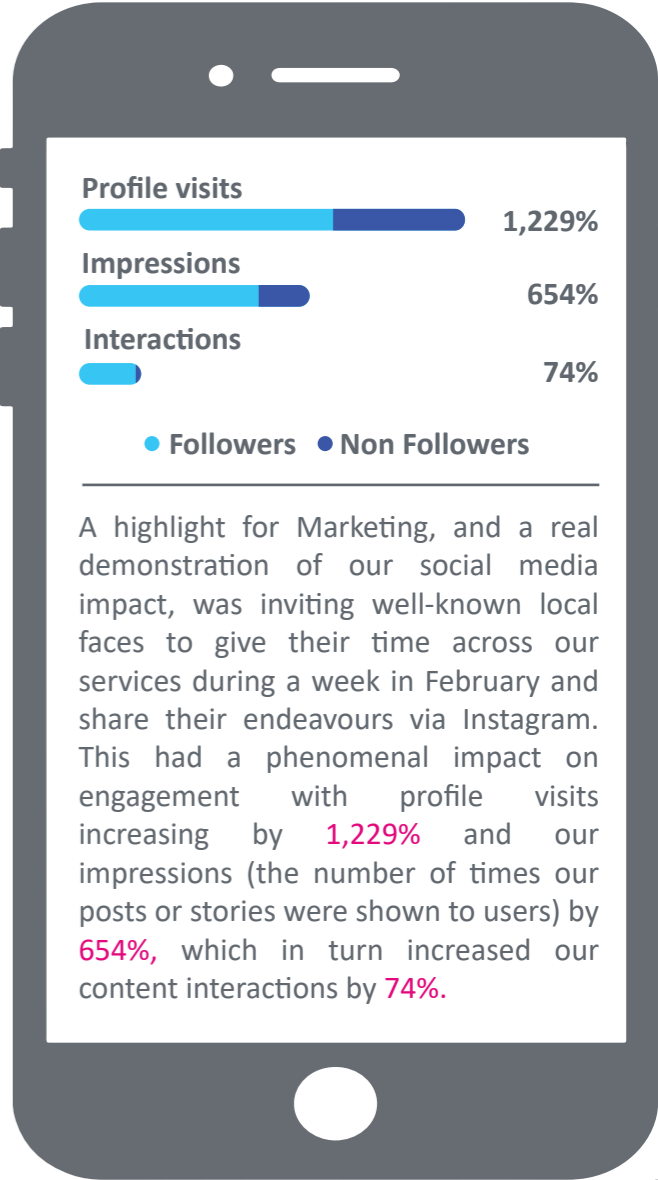 Profile visits
1,229%
Impressions
654%
Interactions
74%
Followers Non Followers
A highlight for Marketing, and a real
demonstration of our social media
impact, was inviting well-known local
faces to give their time across our
services during a week in February and
share their endeavours via Instagram.
This had a phenomenal impact on
engagement with profile visits
increasing by 1,229% and our
impressions (the number of times our
posts or stories were shown to users) by
654%, which in turn increased our
content interactions by 74%.